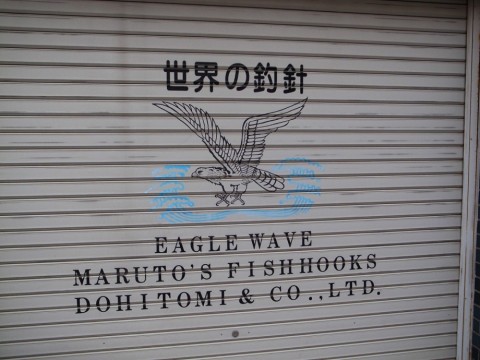 世界の釣針
EAGLE WAVE
MARUTO'S FISHHOOKS
DOHITOMI & CO.,LTD.